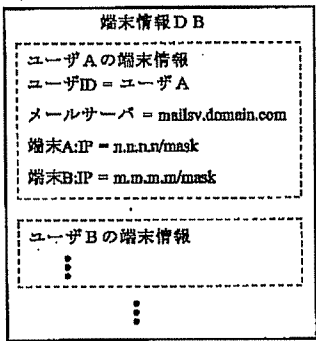 端末情報DB
ユーザAの端末情報
ユーザID = ユーザA
メールサーバ = mailsv.domain.com
端末A:IP = n.n.n.n/mask
端末B:IP = m.m.m.m/mask
ユーザBの端末情報